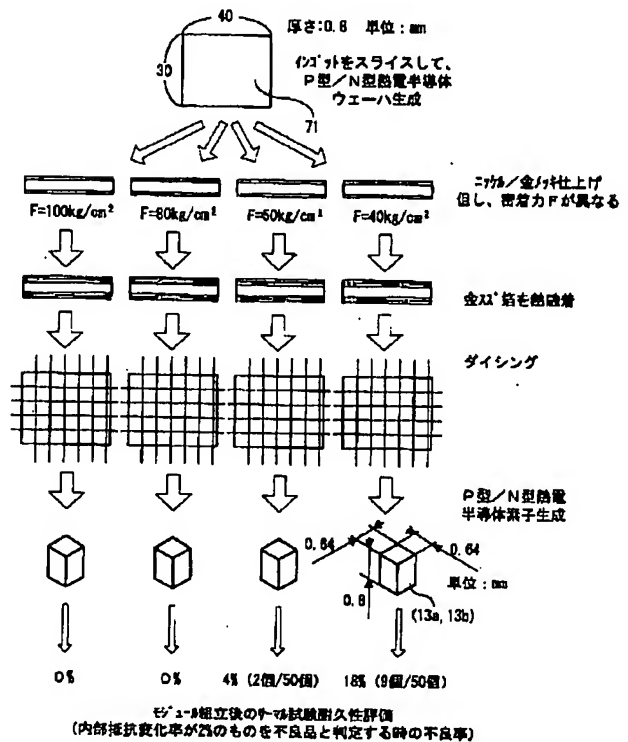 40
厚さ:0.8 単位:mm
30
インゴットをスライスして、
P型/N型熱電半導体
ウェーハ生成
71
ニッケル/金メッキ仕上げ
但し、密着力Fが異なる
F=100kg/cm² F=80kg/cm² F=60kg/cm² F=40kg/cm²
金スズ箔を熱融着
ダイシング
P型/N型熱電
半導体素子生成
0.64 0.64
単位:mm
0.8
(13a, 13b)
0% 0% 4% (2個/50個) 18% (9個/50個)
モジュール組立後のサーマル試験耐久性評価
(内部抵抗変化率が2%のものを不良品と判定する時の不良率)